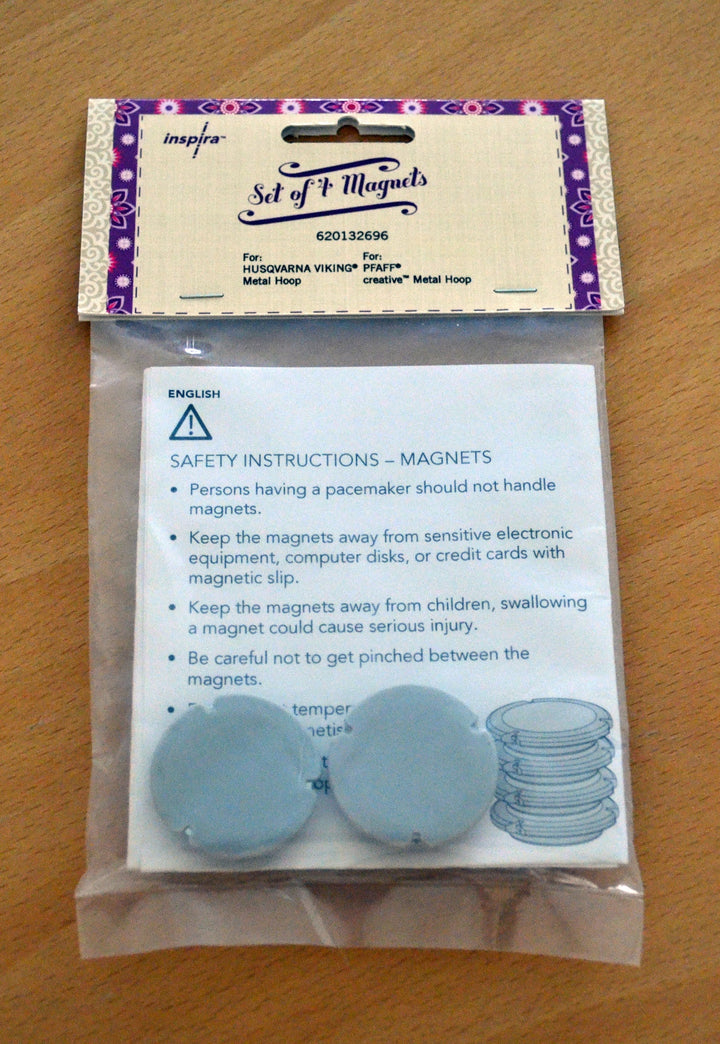 inspira™
Set of 4 Magnets
620132696
For:
HUSQVARNA VIKING®
Metal Hoop
For:
PFAFF®
creative™ Metal Hoop
ENGLISH
SAFETY INSTRUCTIONS – MAGNETS
• Persons having a pacemaker should not handle
magnets.
• Keep the magnets away from sensitive electronic
equipment, computer disks, or credit cards with
magnetic slip.
• Keep the magnets away from children, swallowing
a magnet could cause serious injury.
• Be careful not to get pinched between the
magnets.
•